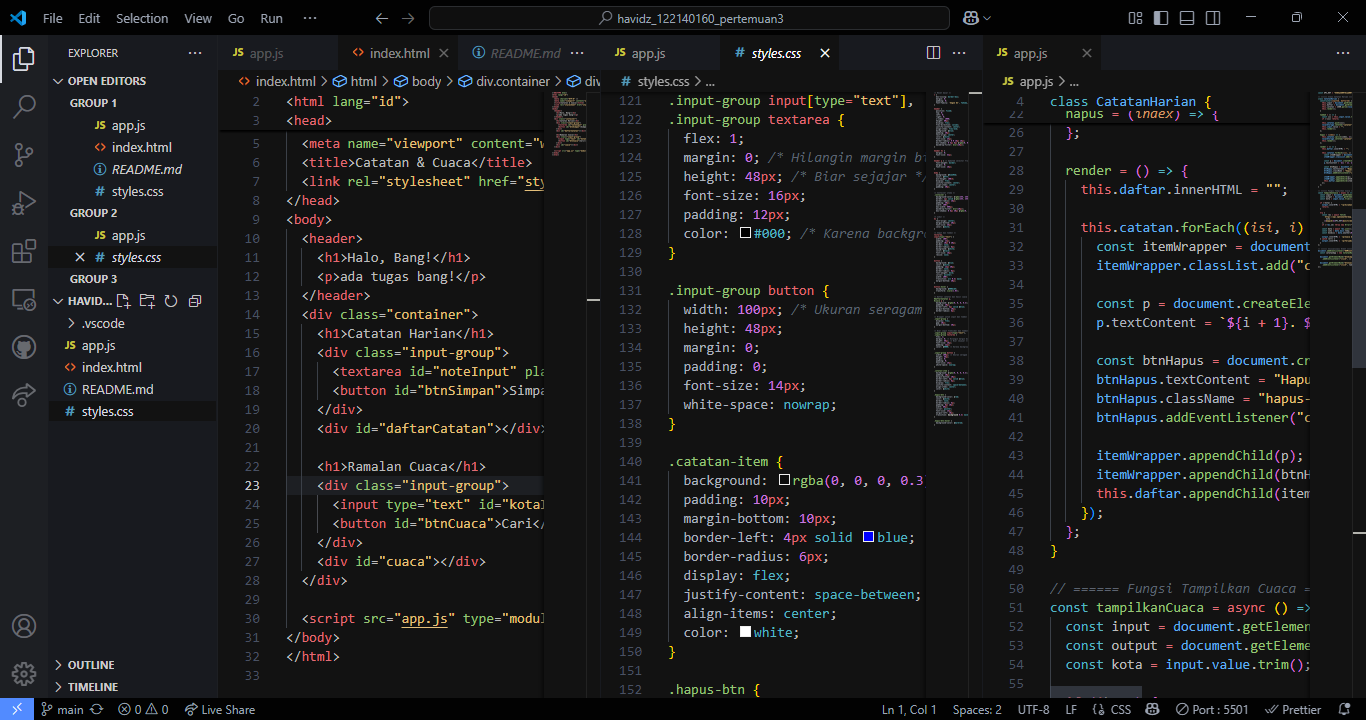 File Edit Selection View Go Run ···
havidz_122140160_pertemuan3
EXPLORER
OPEN EDITORS
GROUP 1
JS app.js
<> index.html
README.md
# styles.css
GROUP 2
JS app.js
# styles.css
GROUP 3
HAVID...
.vscode
JS app.js
<> index.html
README.md
# styles.css
OUTLINE
TIMELINE
JS app.js
<> index.html
README.md
<> index.html > html > body > div.container > div
2 <html lang="id">
3 <head>
5 <meta name="viewport" content="w
6 <title>Catatan & Cuaca</title>
7 <link rel="stylesheet" href="sty
8 </head>
9 <body>
10 <header>
11 <h1>Halo, Bang!</h1>
12 <p>ada tugas bang!</p>
13 </header>
14 <div class="container">
15 <h1>Catatan Harian</h1>
16 <div class="input-group">
17 <textarea id="noteInput" pla
18 <button id="btnSimpan">Simpa
19 </div>
20 <div id="daftarCatatan"></div>
21
22 <h1>Ramalan Cuaca</h1>
23 <div class="input-group">
24 <input type="text" id="kotaI
25 <button id="btnCuaca">Cari</
26 </div>
27 <div id="cuaca"></div>
28 </div>
29
30 <script src="app.js" type="modul
31 </body>
32 </html>
33
JS app.js
# styles.css
# styles.css > ...
121 .input-group input[type="text"],
122 .input-group textarea {
123 flex: 1;
124 margin: 0; /* Hilangin margin b
125 height: 48px; /* Biar sejajar */
126 font-size: 16px;
127 padding: 12px;
128 color: #000; /* Karena backgr
129 }
130
131 .input-group button {
132 width: 100px; /* Ukuran seragam
133 height: 48px;
134 margin: 0;
135 padding: 0;
136 font-size: 14px;
137 white-space: nowrap;
138 }
139
140 .catatan-item {
141 background: rgba(0, 0, 0, 0.3
142 padding: 10px;
143 margin-bottom: 10px;
144 border-left: 4px solid blue;
145 border-radius: 6px;
146 display: flex;
147 justify-content: space-between;
148 align-items: center;
149 color: white;
150 }
151
152 .hapus-btn {
JS app.js
JS app.js > ...
4 class CatatanHarian {
22 hapus = (index) => {
26 };
27
28 render = () => {
29 this.daftar.innerHTML = "";
30
31 this.catatan.forEach((isi, i)
32 const itemWrapper = document
33 itemWrapper.classList.add("c
34
35 const p = document.createEle
36 p.textContent = `${i + 1}. $
37
38 const btnHapus = document.cr
39 btnHapus.textContent = "Hapu
40 btnHapus.className = "hapus-
41 btnHapus.addEventListener("c
42
43 itemWrapper.appendChild(p);
44 itemWrapper.appendChild(btnH
45 this.daftar.appendChild(item
46 });
47 };
48 }
49
50 // ====== Fungsi Tampilkan Cuaca =
51 const tampilkanCuaca = async () =>
52 const input = document.getElemen
53 const output = document.getEleme
54 const kota = input.value.trim();
55
main 0 0 Live Share Ln 1, Col 1 Spaces: 2 UTF-8 LF {} CSS Port : 5501 Prettier